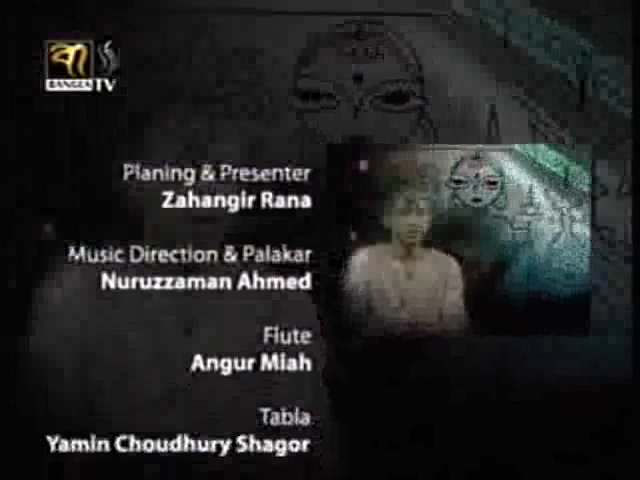 বা
BANGLA TV
Planing & Presenter
Zahangir Rana
Music Direction & Palakar
Nuruzzaman Ahmed
Flute
Angur Miah
Tabla
Yamin Choudhury Shagor